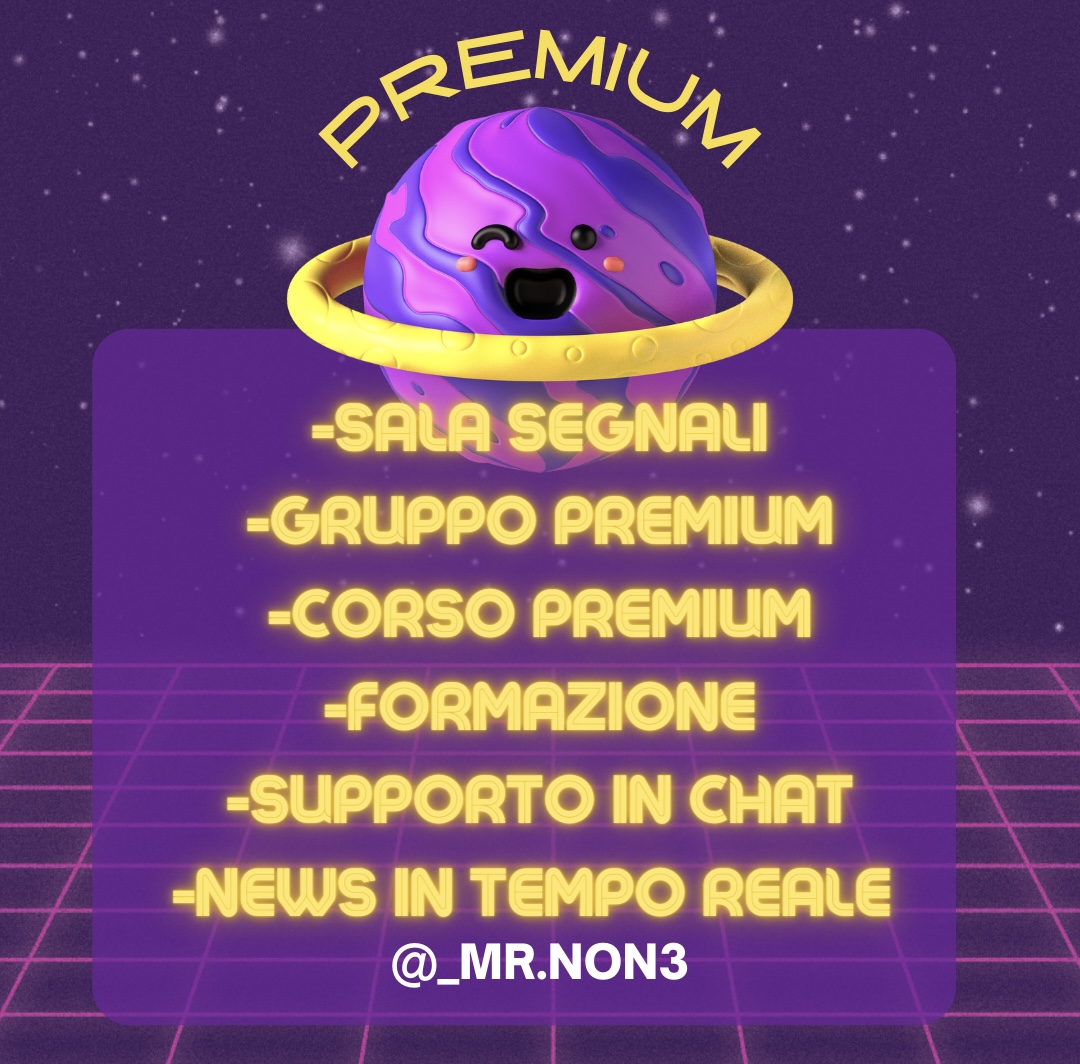 PREMIUM
-SALA SEGNALI
-GRUPPO PREMIUM
-CORSO PREMIUM
-FORMAZIONE
-SUPPORTO IN CHAT
-NEWS IN TEMPO REALE
@_MR.NON3